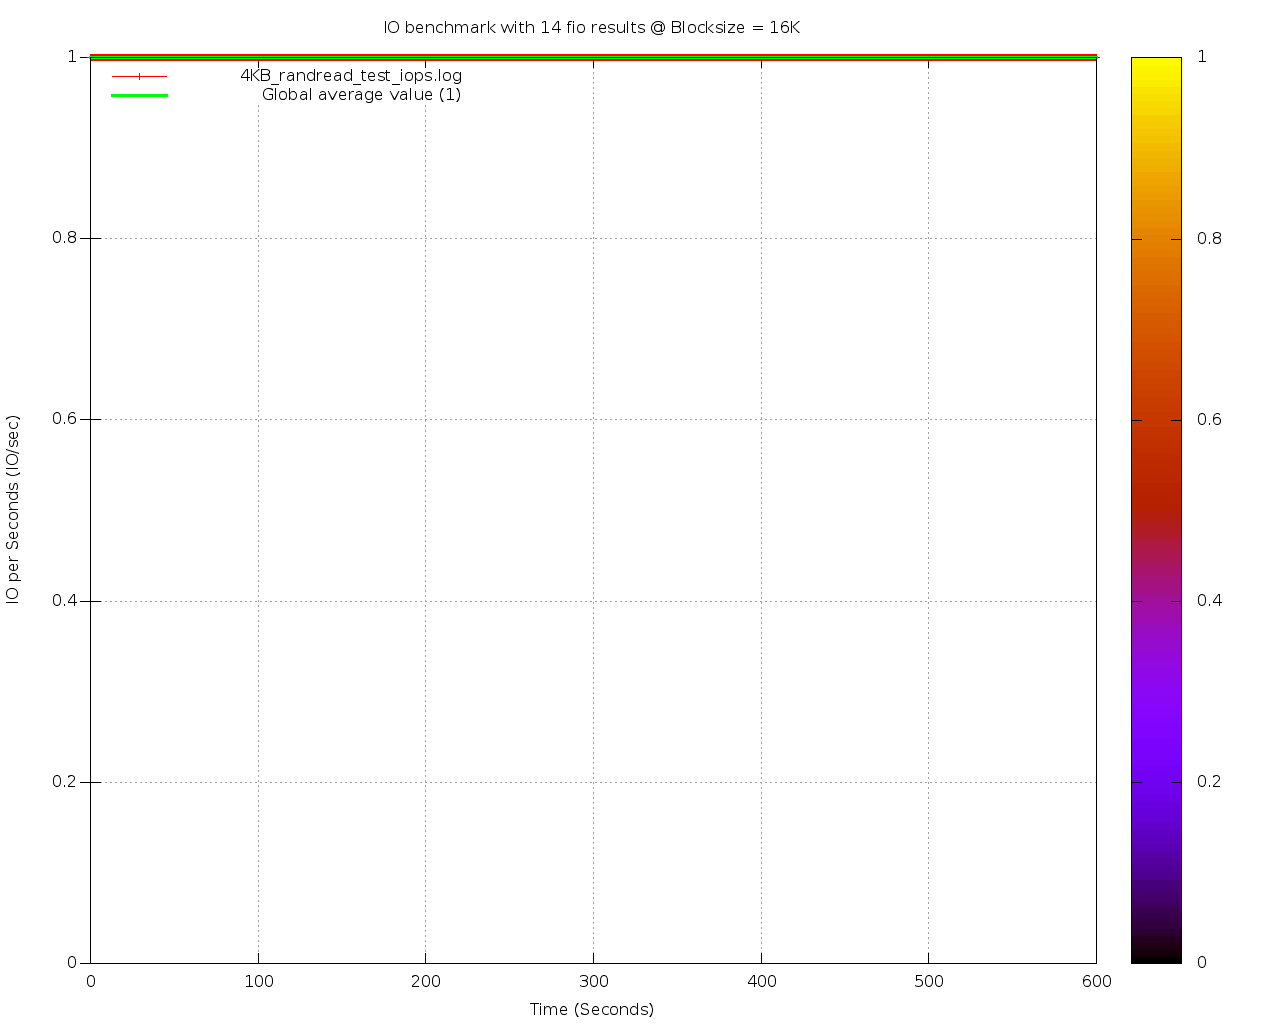 IO benchmark with 14 fio results @ Blocksize = 16K
4KB_randread_test_iops.log
Global average value (1)
IO per Seconds (IO/sec)
1
0.8
0.6
0.4
0.2
0
0 100 200 300 400 500 600
Time (Seconds)
1
0.8
0.6
0.4
0.2
0